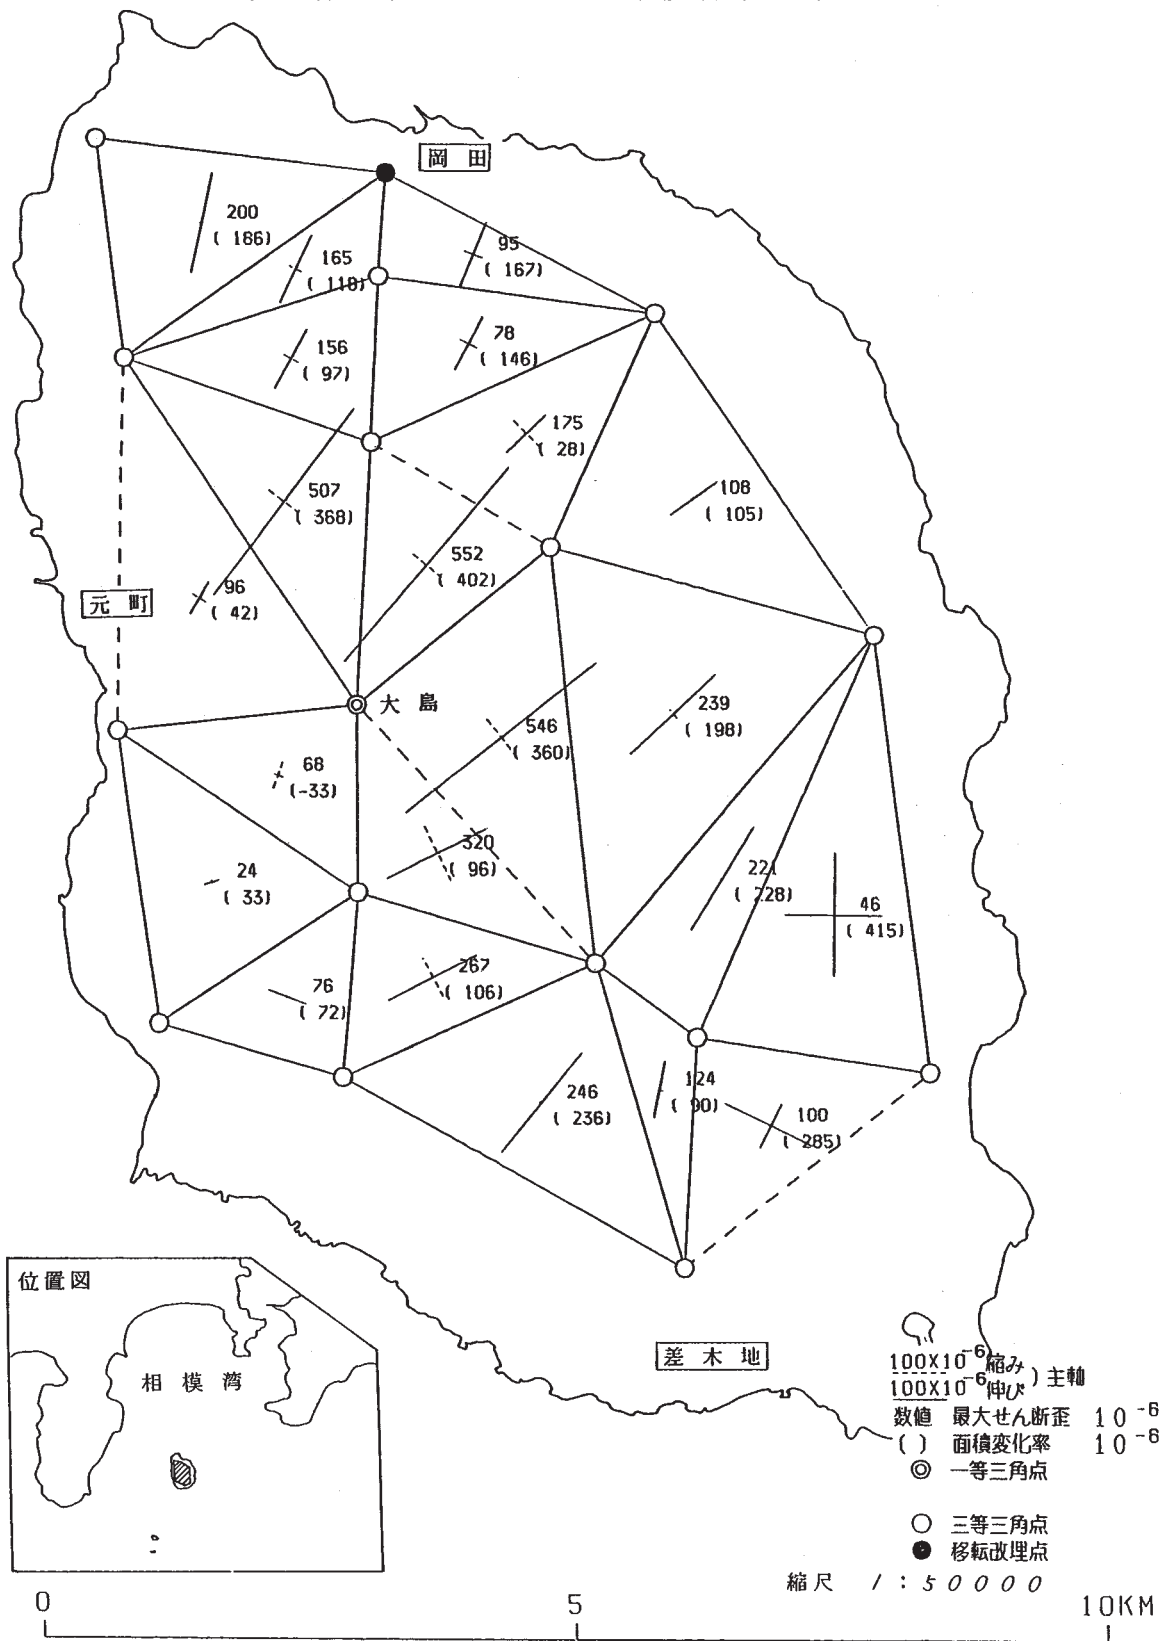 岡田
200
( 186)
165
( 118)
95
( 167)
156
( 97)
78
( 146)
175
( 28)
507
( 368)
108
( 105)
552
( 402)
96
( 42)
元町
大島
546
( 360)
239
( 198)
68
(-33)
320
( 96)
24
( 33)
221
( 228)
46
( 415)
76
( 72)
267
( 106)
246
( 236)
124
( 90)
100
( 285)
位置図
相模湾
差木地
100X10⁻⁶ 縮み
100X10⁻⁶ 伸び ) 主軸
数値 最大せん断歪 10⁻⁶
( ) 面積変化率 10⁻⁶
◎ 一等三角点
○ 三等三角点
● 移転改埋点
縮尺 1:50000
0 5 10KM